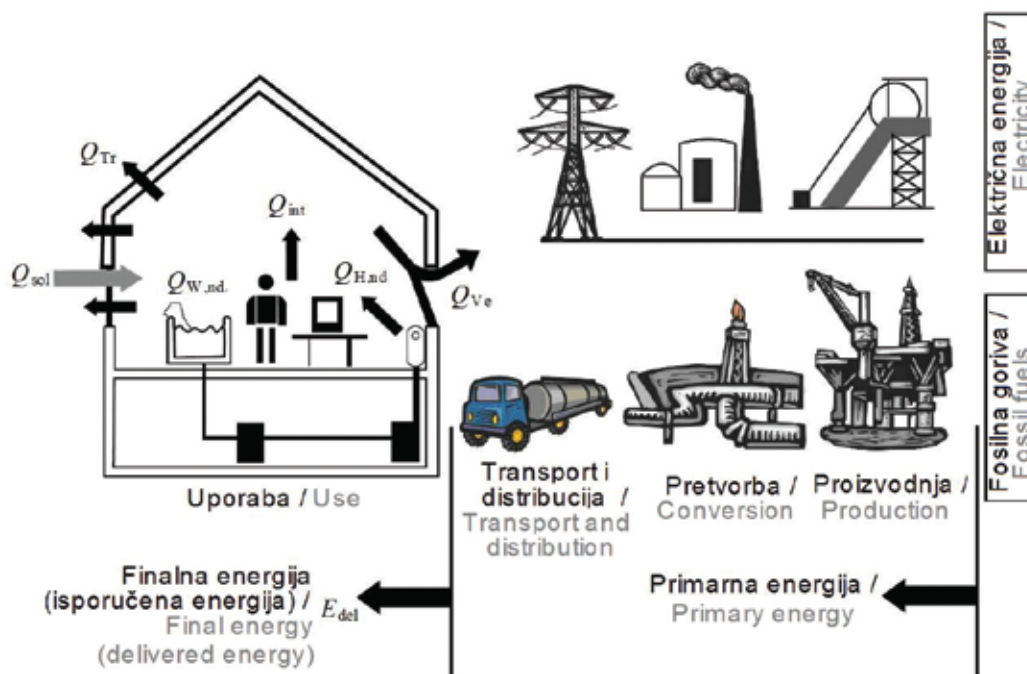 Q_Tr
Q_int
Q_sol
Q_W,nd.
Q_H,nd
Q_Ve
Električna energija /
Electricity
Fosilna goriva /
Fossil fuels
Uporaba / Use
Transport i
distribucija /
Transport and
distribution
Pretvorba /
Conversion
Proizvodnja /
Production
Finalna energija
(isporučena energija) /
Final energy
(delivered energy)
E_del
Primarna energija /
Primary energy